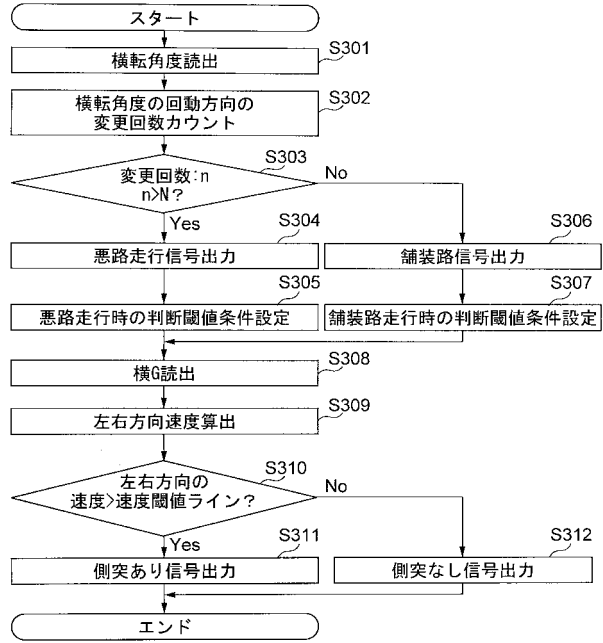 スタート
S301
横転角度読出
S302
横転角度の回動方向の
変更回数カウント
S303
変更回数:n
n>N?
No
Yes
S304
悪路走行信号出力
S306
舗装路信号出力
S305
悪路走行時の判断閾値条件設定
S307
舗装路走行時の判断閾値条件設定
S308
横G読出
S309
左右方向速度算出
S310
左右方向の
速度>速度閾値ライン?
No
Yes
S311
側突あり信号出力
S312
側突なし信号出力
エンド